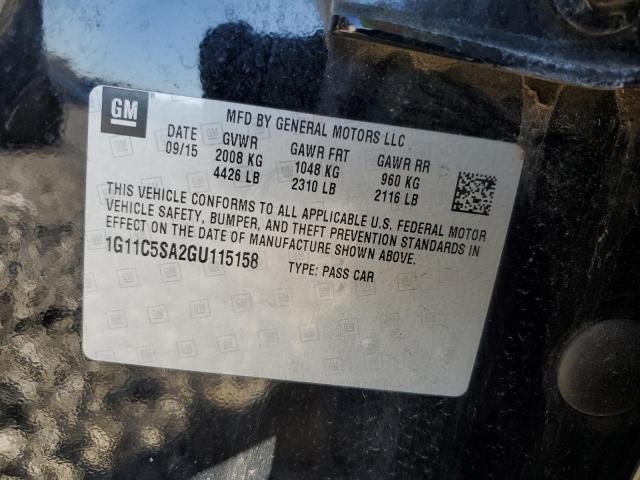 GM
MFD BY GENERAL MOTORS LLC
DATE GVWR GAWR FRT GAWR RR
09/15 2008 KG 1048 KG 960 KG
4426 LB 2310 LB 2116 LB
THIS VEHICLE CONFORMS TO ALL APPLICABLE U.S. FEDERAL MOTOR
VEHICLE SAFETY, BUMPER, AND THEFT PREVENTION STANDARDS IN
EFFECT ON THE DATE OF MANUFACTURE SHOWN ABOVE.
1G11C5SA2GU115158 TYPE: PASS CAR